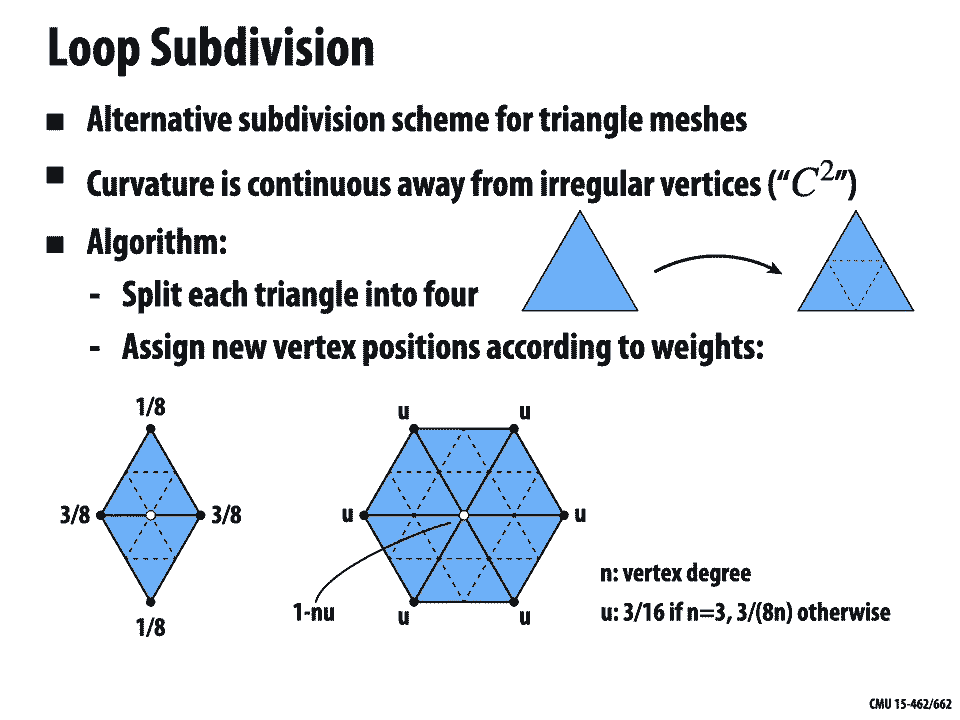 Loop Subdivision
■ Alternative subdivision scheme for triangle meshes
■ Curvature is continuous away from irregular vertices (“C²”)
■ Algorithm:
- Split each triangle into four
- Assign new vertex positions according to weights:
1/8
3/8
3/8
1/8
u
u
u
u
u
u
1-nu
n: vertex degree
u: 3/16 if n=3, 3/(8n) otherwise
CMU 15-462/662